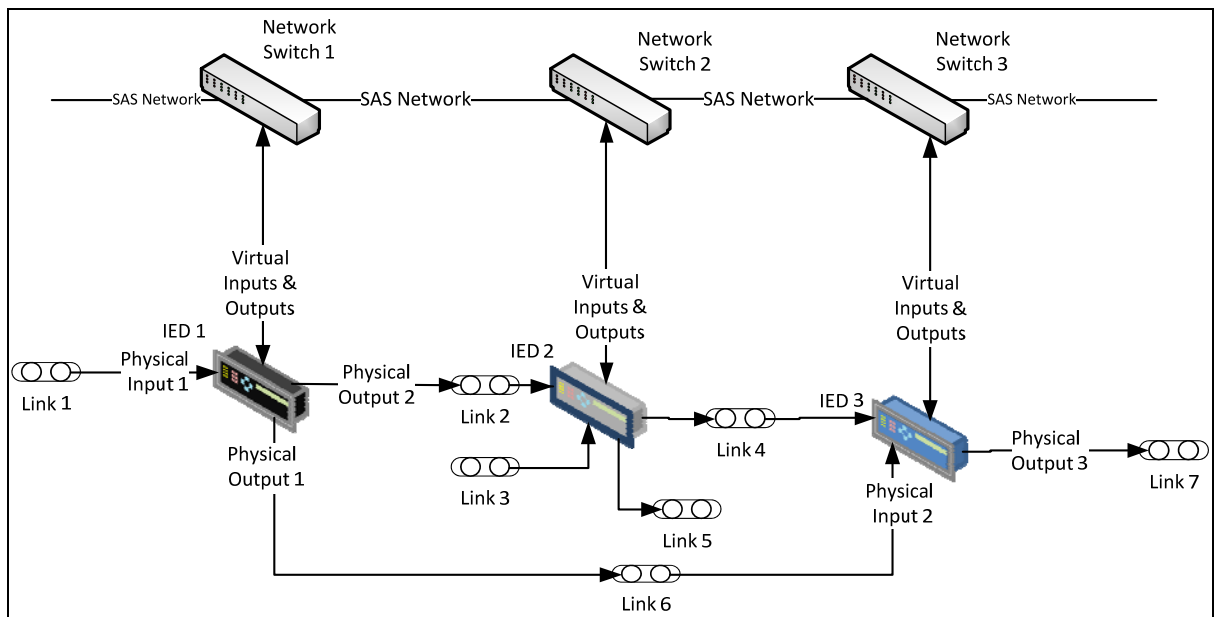 Network
Switch 1
Network
Switch 2
Network
Switch 3
SAS Network
SAS Network
SAS Network
SAS Network
Virtual
Inputs &
Outputs
Virtual
Inputs &
Outputs
Virtual
Inputs &
Outputs
IED 1
IED 2
IED 3
Physical
Input 1
Link 1
Physical
Output 2
Link 2
Physical
Output 1
Link 3
Link 4
Link 5
Physical
Input 2
Physical
Output 3
Link 7
Link 6